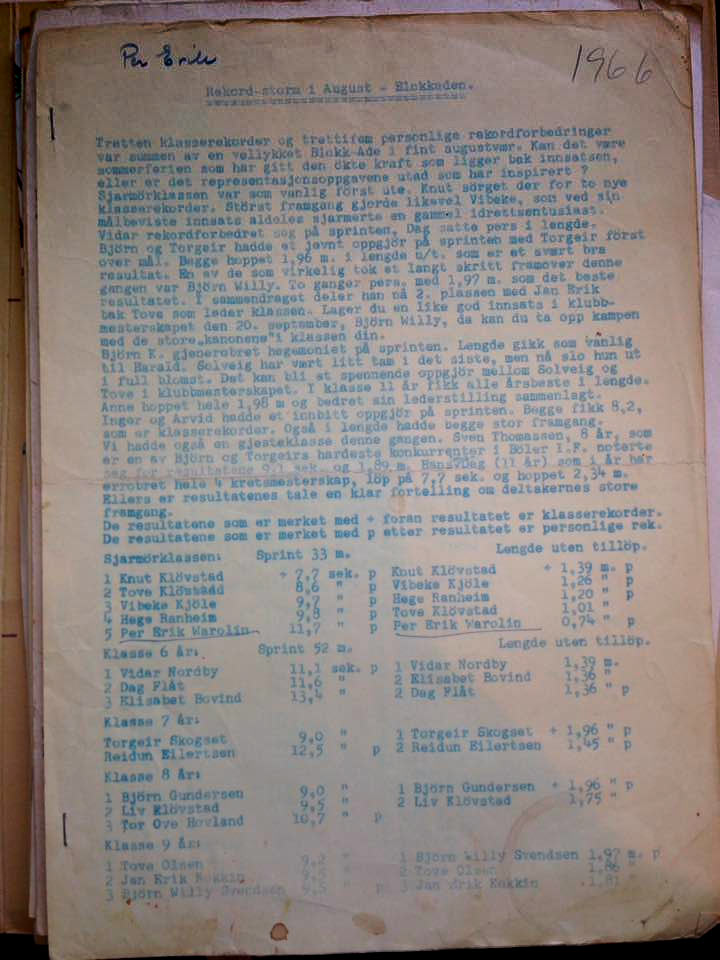 Per Erik
1966
Rekord-storm i August - Blokkaden.
Tretten klasserekorder og trettifem personlige rekordforbedringer
var summen av en vellykket Blokk-Ade i fint augustvær. Kan det være
sommerferien som har gitt den ökte kraft som ligger bak innsatsen,
eller er det representasjonsoppgavene utad som har inspirert ?
Sjarmörklassen var som vanlig först ute. Knut sörget der for to nye
klasserekorder. Störst framgang gjorde likevel Vibeke, som ved sin
målbeviste innsats aldeles sjarmerte en gammel idrettsentusiast.
Vidar rekordforbedret seg på sprinten, Dag satte pers i lengde.
Björn og Torgeir hadde et jevnt oppgjör på sprinten med Torgeir först
over mål. Begge hoppet 1,96 m. i lengde u/t. som er et svært bra
resultat. En av de som virkelig tok et langt skritt framover denne
gangen var Björn Willy. To ganger pers. med 1,97 m. som det beste
resultatet. I sammendraget deler han nå 2. plassen med Jan Erik
bak Tove som leder klassen. Lager du en like god innsats i klubb-
mesterskapet den 20. september, Björn Willy, da kan du ta opp kampen
med de store „kanonene" i klassen din.
Björn K. gjenerobret hegemoniet på sprinten. Lengde gikk som vanlig
til Harald. Solveig har vært litt tam i det siste, men nå slo hun ut
i full blomst. Det kan bli et spennende oppgjör mellom Solveig og
Tove i klubbmesterskapet. I klasse 11 år fikk alle årsbeste i lengde.
Anne hoppet hele 1,98 m og bedret sin lederstilling sammenlagt.
Inger og Arvid hadde et innbitt oppgjör på sprinten. Begge fikk 8,2,
som er klasserekorder. Også i lengde hadde begge stor framgang.
Vi hadde også en gjesteklasse denne gangen. Sven Thomassen, 8 år, som
er en av Björn og Torgeirs hardeste konkurrenter i Böler I.F. noterte
seg for resultatene 9,1 sek. og 1,89 m. Hans Dag (11 år) som i år har
erobret hele 4 kretsmesterskap, löp på 7,7 sek. og hoppet 2,34 m.
Ellers er resultatenes tale en klar fortelling om deltakernes store
framgang.
De resultatene som er merket med + foran resultatet er klasserekorder.
De resultatene som er merket med p etter resultatet er personlige rek.
Sjarmörklassen: Sprint 33 m. Lengde uten tillöp.
1 Knut Klövstad + 7,7 sek. p Knut Klövstad + 1,39 m. p
2 Tove Klövstad 8,6 " p Vibeke Kjöle 1,26 " p
3 Vibeke Kjöle 9,7 " p Hege Ranheim 1,20 " p
4 Hege Ranheim 9,8 " p Tove Klövstad 1,01 "
5 Per Erik Warolin 11,7 " p Per Erik Warolin 0,74 " p
Klasse 6 år: Sprint 52 m. Lengde uten tillöp.
1 Vidar Nordby 11,1 sek. p 1 Vidar Nordby 1,39 m.
2 Dag Flåt 11,6 " 2 Elisabet Bovind 1,36 "
3 Elisabet Bovind 13,4 " 2 Dag Flåt 1,36 " p
Klasse 7 år:
Torgeir Skogset 9,0 " 1 Torgeir Skogset + 1,96 " p
Reidun Eilertsen 12,5 " p 2 Reidun Eilertsen 1,45 " p
Klasse 8 år:
1 Björn Gundersen 9,0 " 1 Björn Gundersen + 1,96 " p
2 Liv Klövstad 9,5 " 2 Liv Klövstad 1,75 "
3 Tor Ove Hovland 10,7 " p
Klasse 9 år:
1 Tove Olsen 9,2 " 1 Björn Willy Svendsen 1,97 m. p
2 Jan Erik Kokkin 9,5 " 2 Tove Olsen 1,86 "
3 Björn Willy Svendsen 9,5 " p 3 Jan Erik Kokkin 1,81